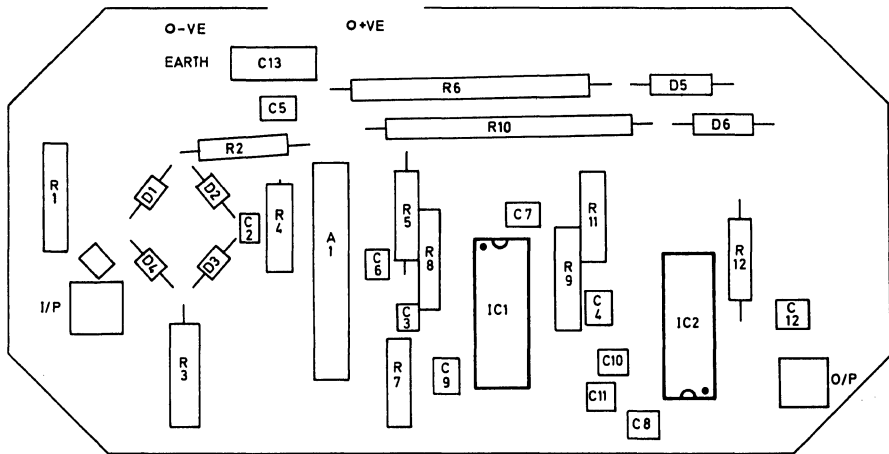 O-VE
O+VE
EARTH
C13
R6
D5
C5
R10
D6
R2
R1
D1
D2
C2
R4
A1
R5
R8
C7
R11
R9
R12
D4
D3
C6
I/P
C3
IC1
C4
IC2
C12
R3
R7
C9
C10
C11
O/P
C8